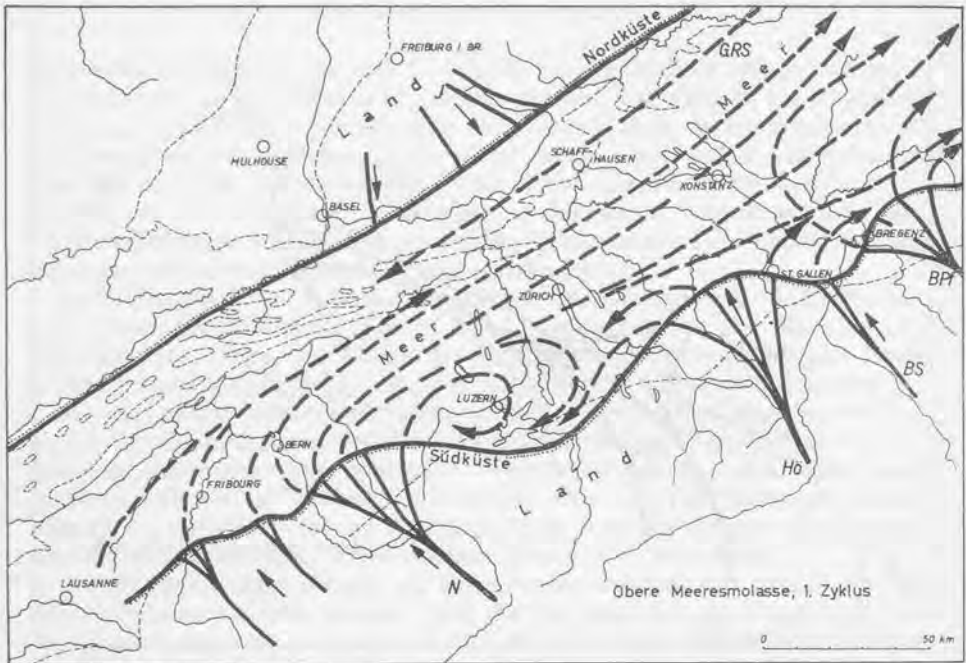 FREIBURG / BR.
Nordküste
GRS
Land
Meer
MULHOUSE
SCHAFF-
HAUSEN
KONSTANZ
BASEL
BREGENZ
ST. GALLEN
BPf
ZÜRICH
Meer
BS
LUZERN
BERN
Südküste
Land
Hö
FRIBOURG
LAUSANNE
N
Obere Meeresmolasse, 1. Zyklus
0 50 km